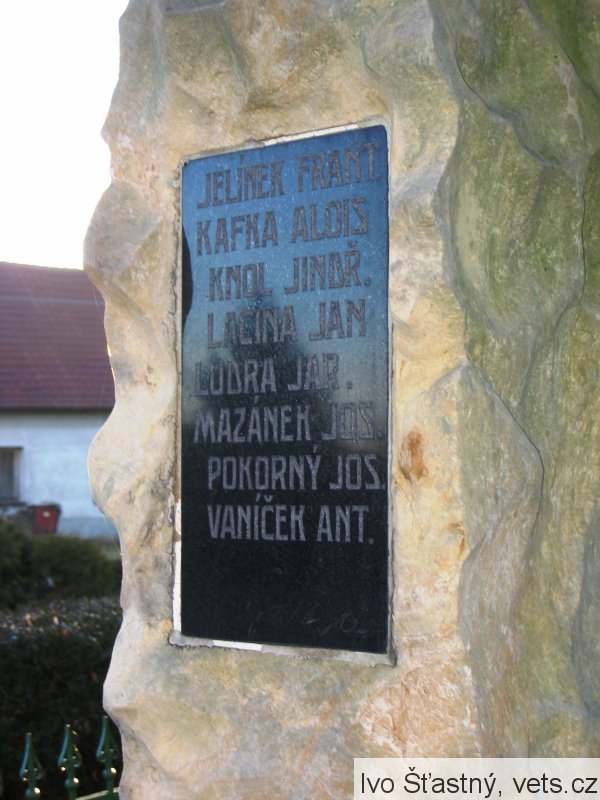 JELÍNEK FRANT.
KAFKA ALOIS
KNOL JINDŘ.
LACINA JAN
LODRA JAR.
MAZÁNEK JOS.
POKORNÝ JOS.
VANÍČEK ANT.
Ivo Šťastný, vets.cz